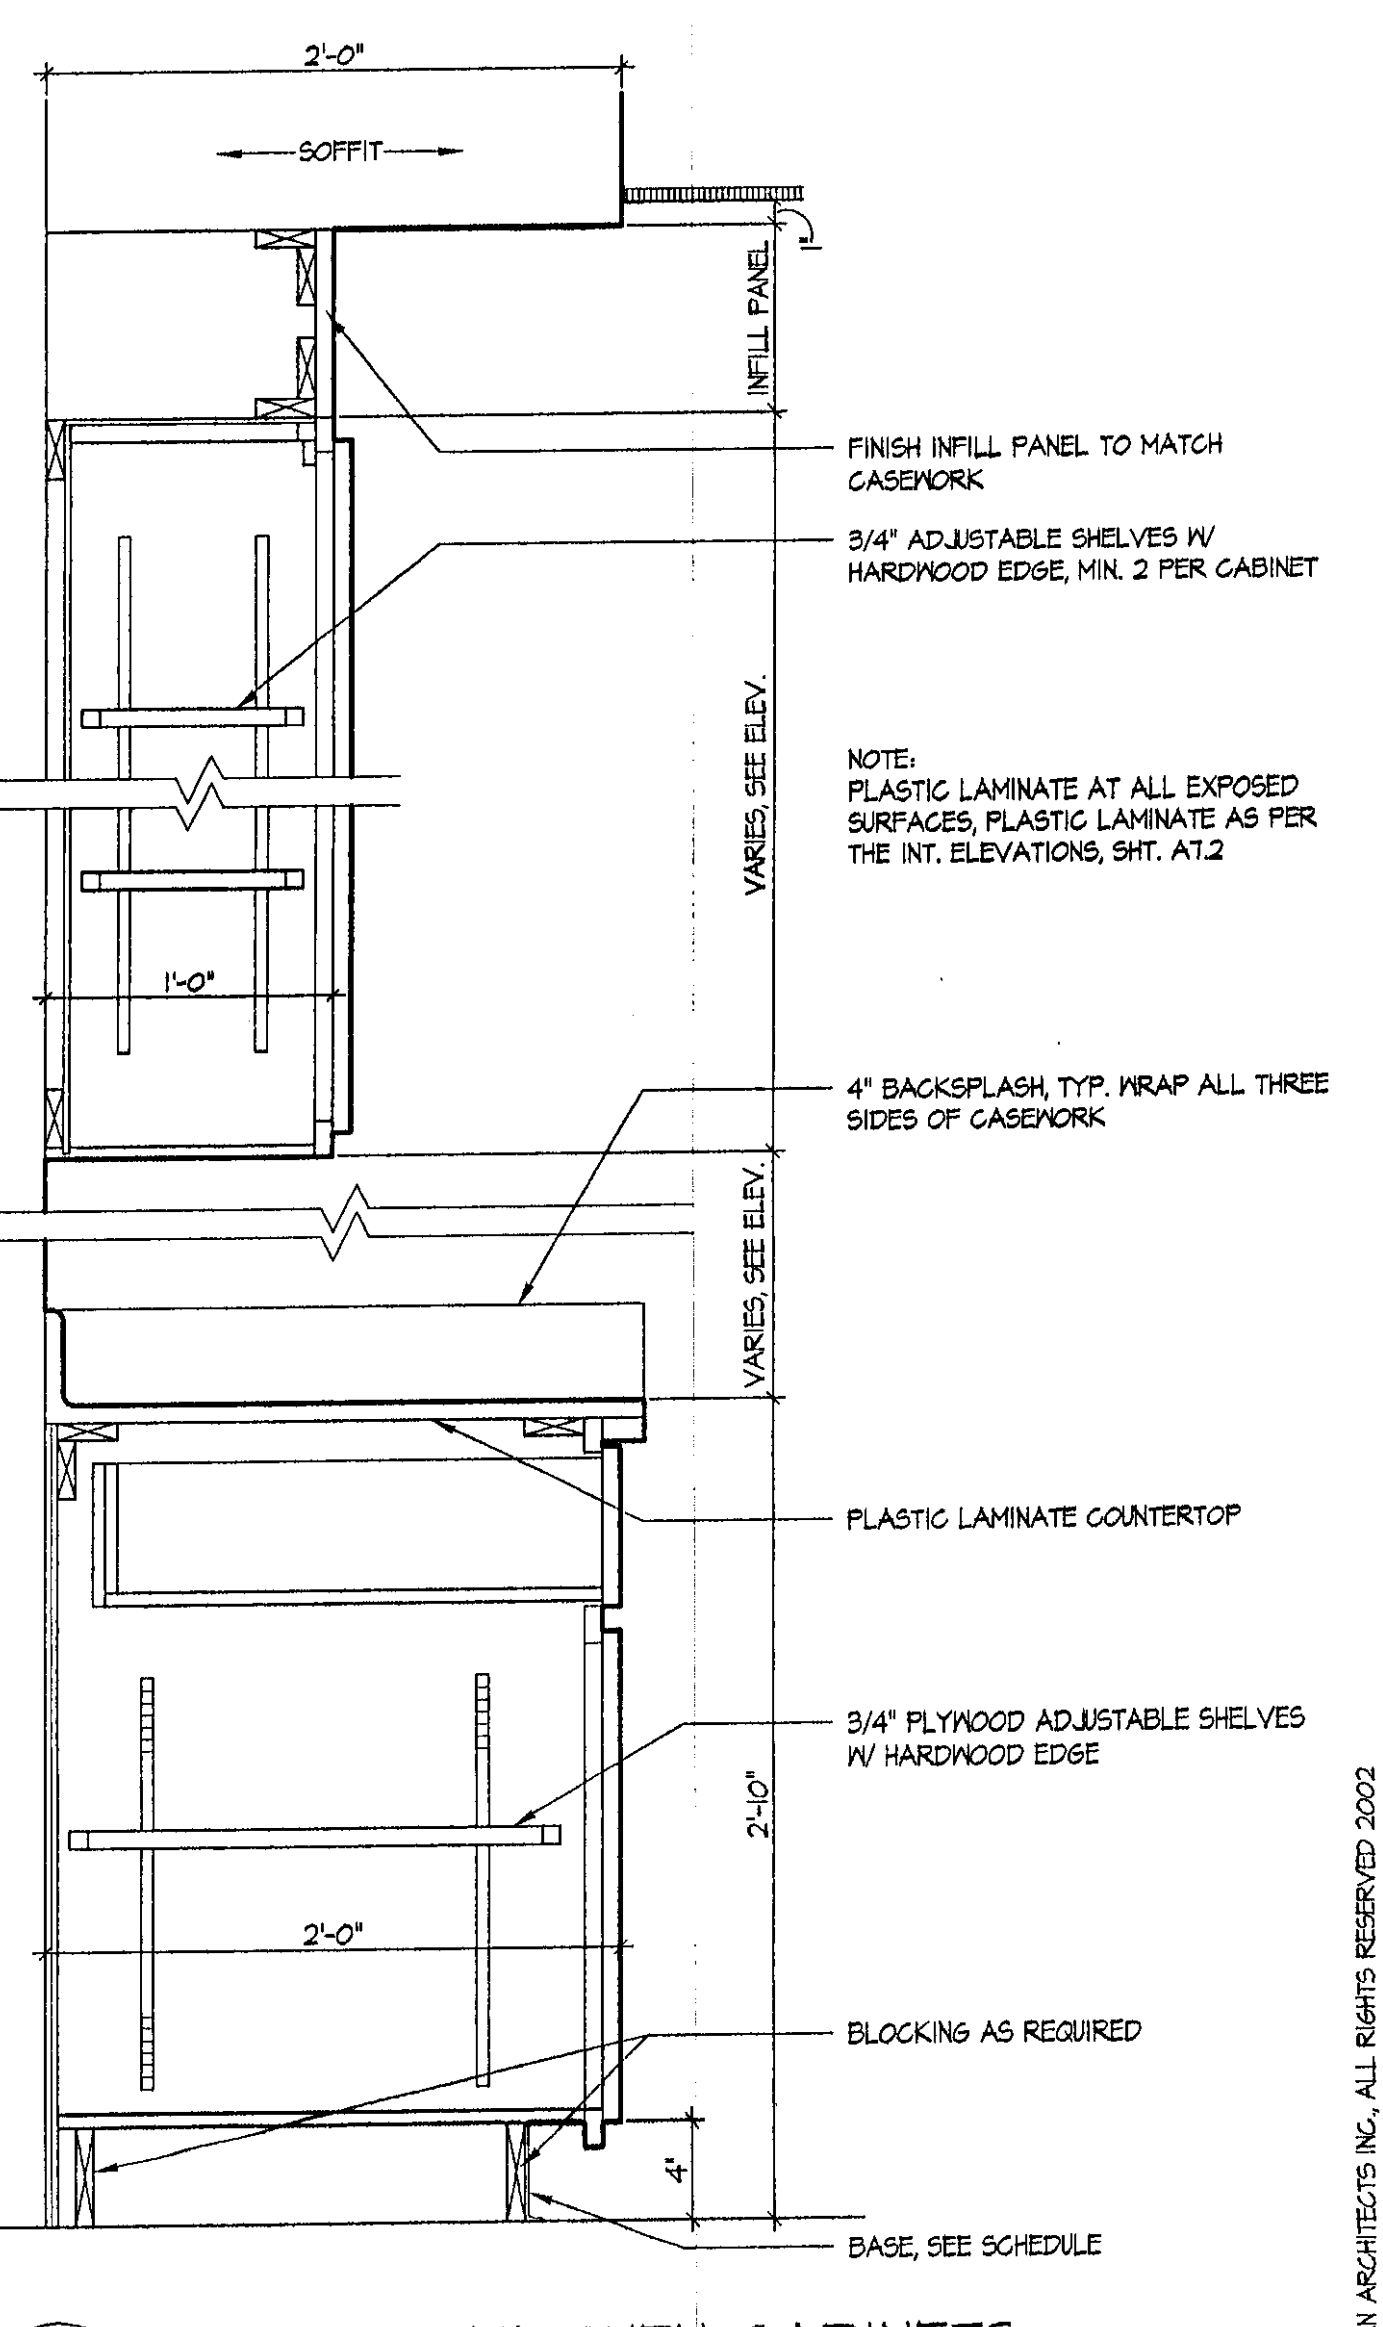 2'-0"
SOFFIT
1"
INFILL PANEL
FINISH INFILL PANEL TO MATCH
CASEWORK
3/4" ADJUSTABLE SHELVES W/
HARDWOOD EDGE, MIN. 2 PER CABINET
VARIES, SEE ELEV.
NOTE:
PLASTIC LAMINATE AT ALL EXPOSED
SURFACES, PLASTIC LAMINATE AS PER
THE INT. ELEVATIONS, SHT. A7.2
1'-0"
4" BACKSPLASH, TYP. WRAP ALL THREE
SIDES OF CASEWORK
VARIES, SEE ELEV.
PLASTIC LAMINATE COUNTERTOP
3/4" PLYWOOD ADJUSTABLE SHELVES
W/ HARDWOOD EDGE
2'-10"
2'-0"
BLOCKING AS REQUIRED
4"
BASE, SEE SCHEDULE
ARCHITECTS INC., ALL RIGHTS RESERVED 2002